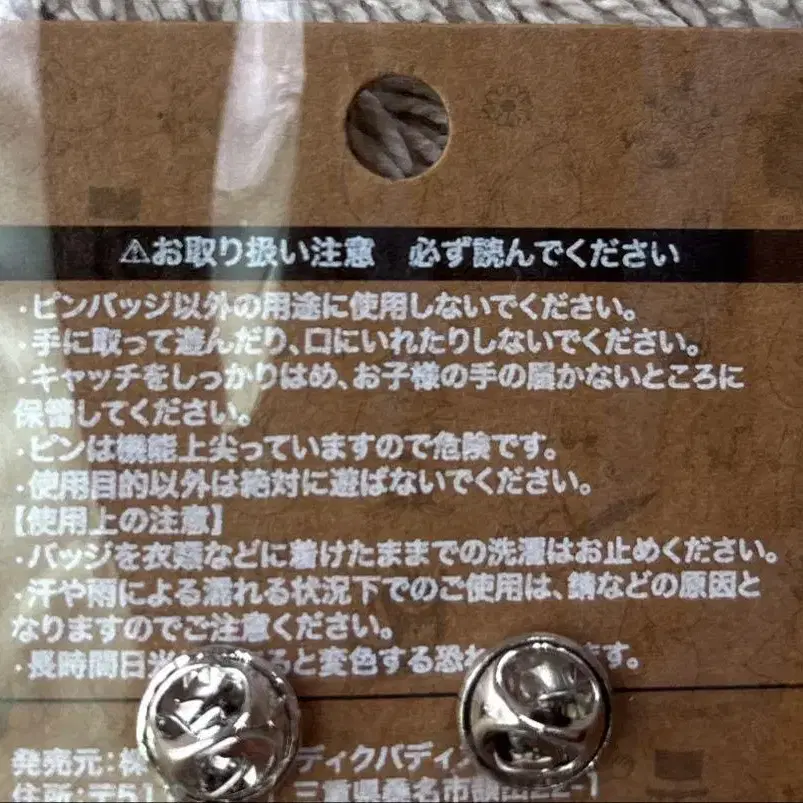 ⚠お取り扱い注意　必ず読んでください
・ピンバッジ以外の用途に使用しないでください。
・手に取って遊んだり、口にいれたりしないでください。
・キャッチをしっかりはめ、お子様の手の届かないところに
保管してください。
・ピンは機能上尖っていますので危険です。
・使用目的以外は絶対に遊ばないでください。
【使用上の注意】
・バッジを衣類などに着けたままでの洗濯はお止めください。
・汗や雨による濡れる状況下でのご使用は、錆などの原因と
なりますのでご注意ください。
・長時間日光 ると変色する恐れ ます。
発売元：株 ディクバディ
住所：〒51 三重県桑名市 22-1